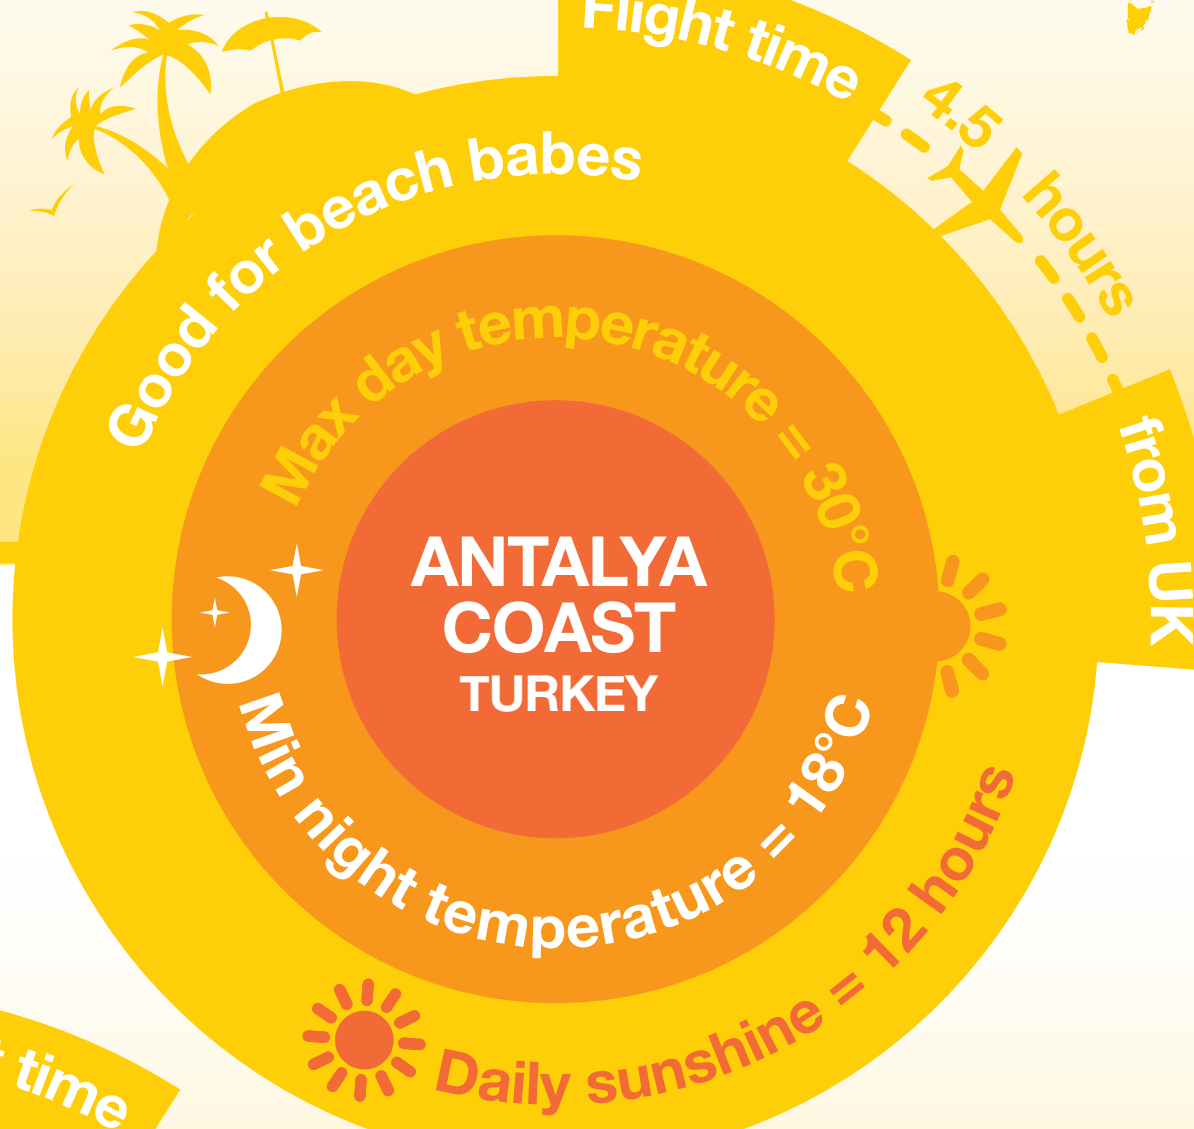 Flight time
4.5 hours
from UK
Good for beach babes
Max day temperature = 30°C
ANTALYA
COAST
TURKEY
Min night temperature = 18°C
Daily sunshine = 12 hours
time